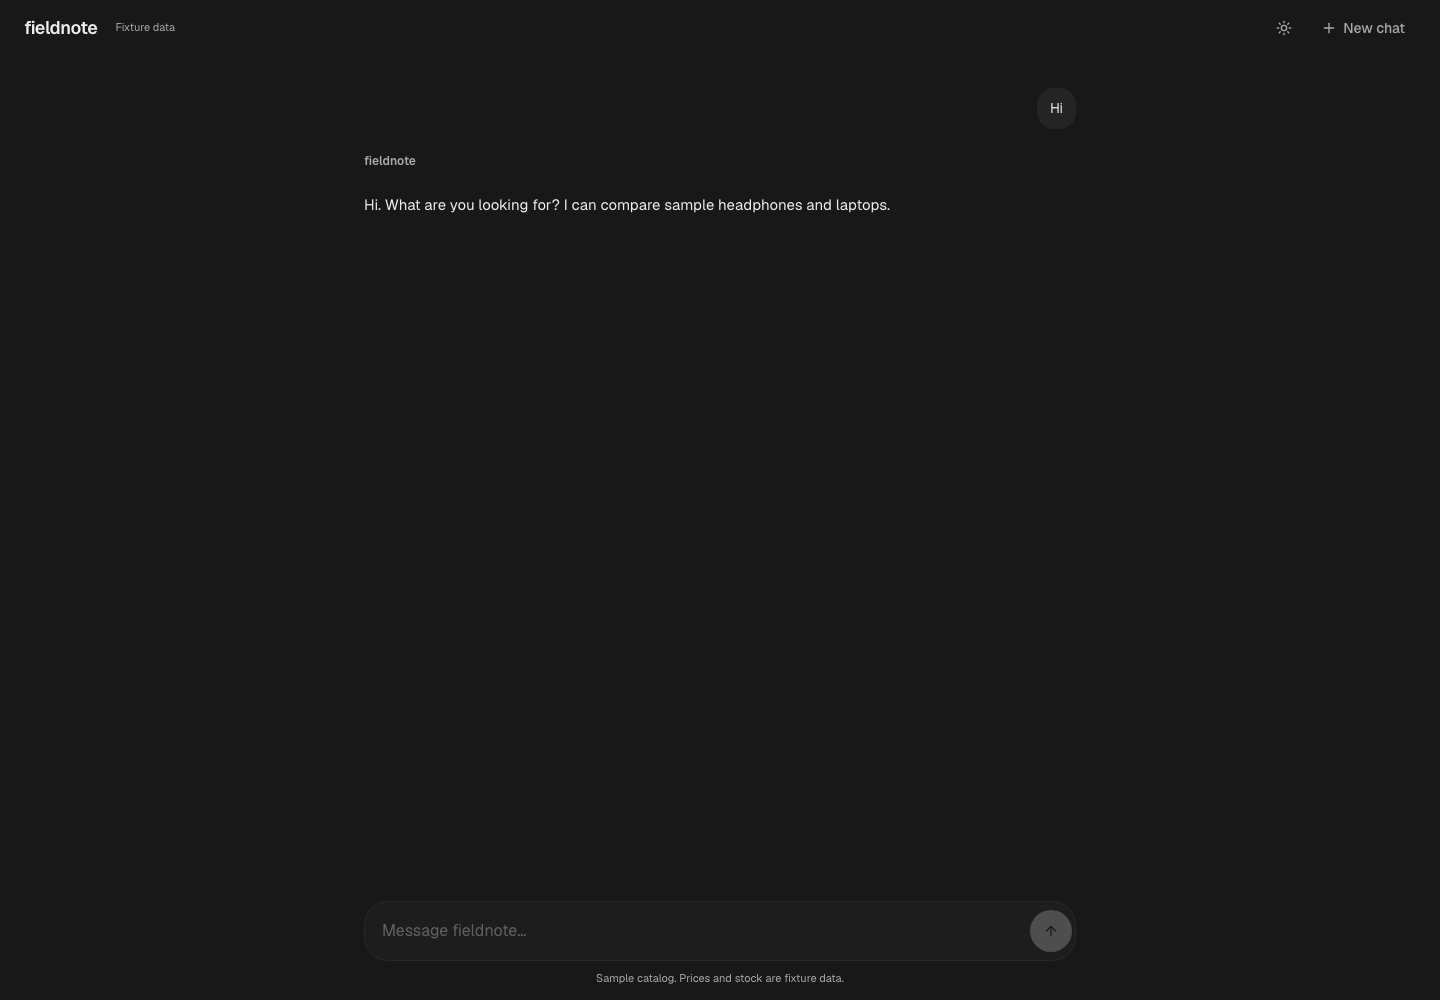 fieldnote Fixture data
New chat
Hi
fieldnote
Hi. What are you looking for? I can compare sample headphones and laptops.
Message fieldnote...
Sample catalog. Prices and stock are fixture data.